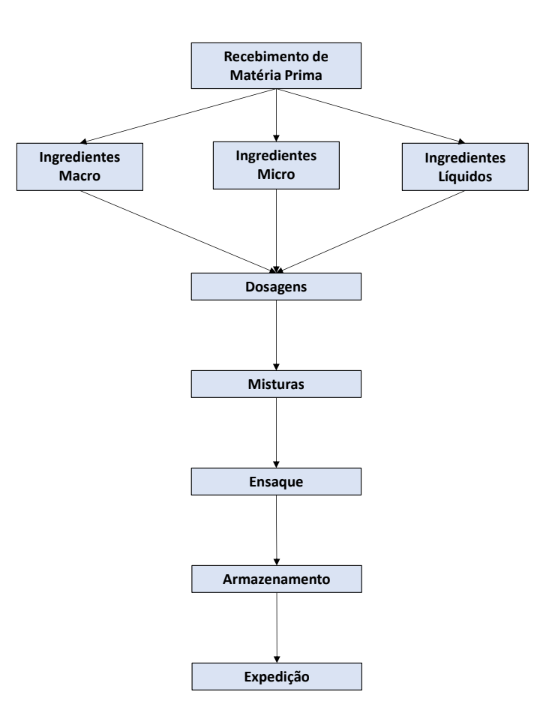 Recebimento de
Matéria Prima
Ingredientes
Macro
Ingredientes
Micro
Ingredientes
Líquidos
Dosagens
Misturas
Ensaque
Armazenamento
Expedição